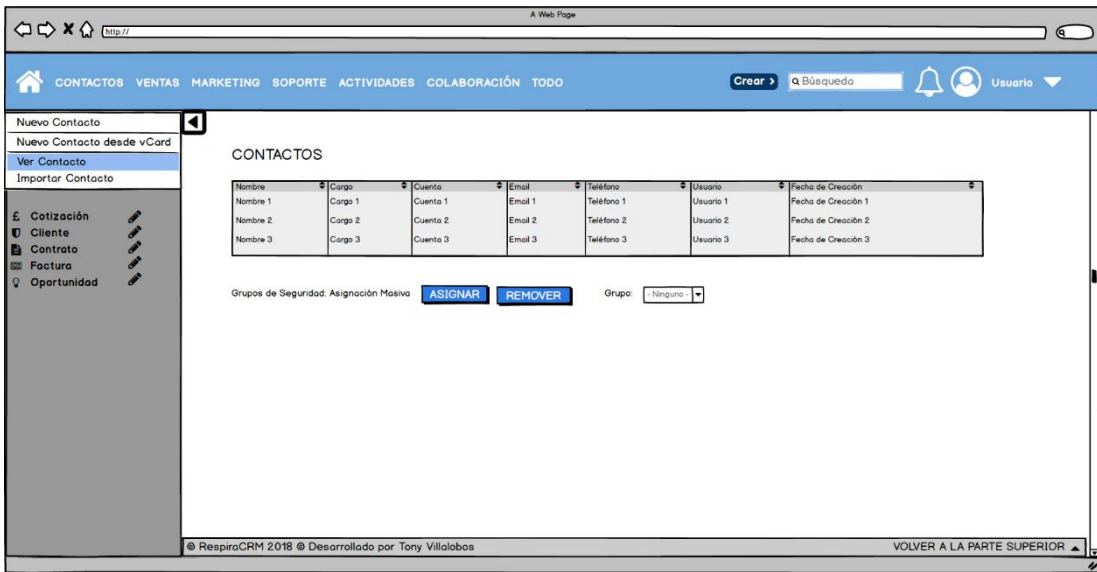 A Web Page
http://
CONTACTOS VENTAS MARKETING SOPORTE ACTIVIDADES COLABORACIÓN TODO Crear > Búsqueda Usuario
Nuevo Contacto
Nuevo Contacto desde vCard
Ver Contacto
Importar Contacto
£ Cotización
Cliente
Contrato
Factura
Oportunidad
CONTACTOS
Nombre Cargo Cuenta Email Teléfono Usuario Fecha de Creación
Nombre 1 Cargo 1 Cuenta 1 Email 1 Teléfono 1 Usuario 1 Fecha de Creación 1
Nombre 2 Cargo 2 Cuenta 2 Email 2 Teléfono 2 Usuario 2 Fecha de Creación 2
Nombre 3 Cargo 3 Cuenta 3 Email 3 Teléfono 3 Usuario 3 Fecha de Creación 3
Grupos de Seguridad: Asignación Masiva ASIGNAR REMOVER Grupo: - Ninguno -
© RespiraCRM 2018 © Desarrollado por Tony Villalobos VOLVER A LA PARTE SUPERIOR